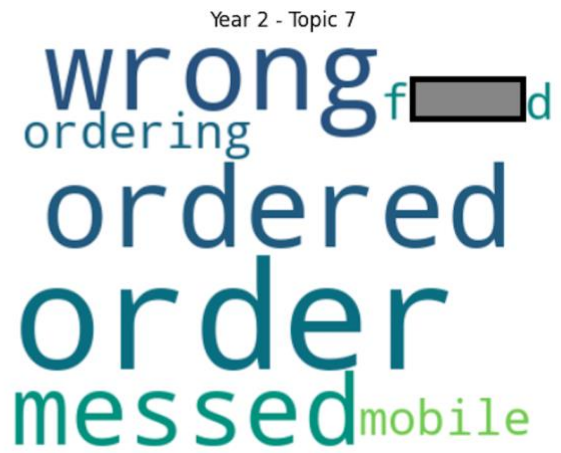 Year 2 - Topic 7
wrong
ordering
ordered
order
messed mobile